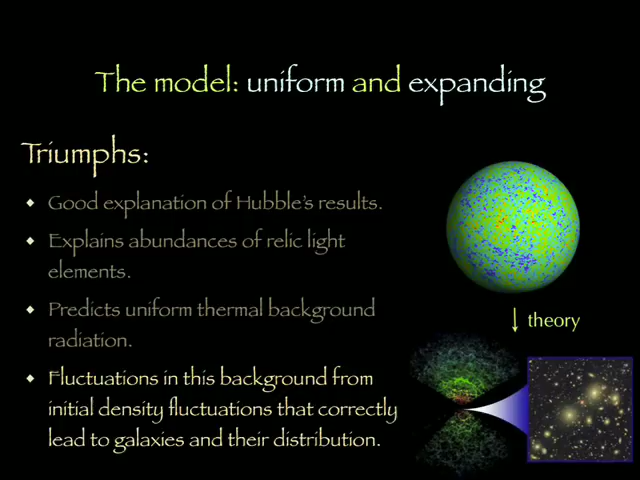 The model: uniform and expanding
Triumphs:
Good explanation of Hubble's results.
Explains abundances of relic light
elements.
Predicts uniform thermal background
radiation.
Fluctuations in this background from
initial density fluctuations that correctly
lead to galaxies and their distribution.
theory